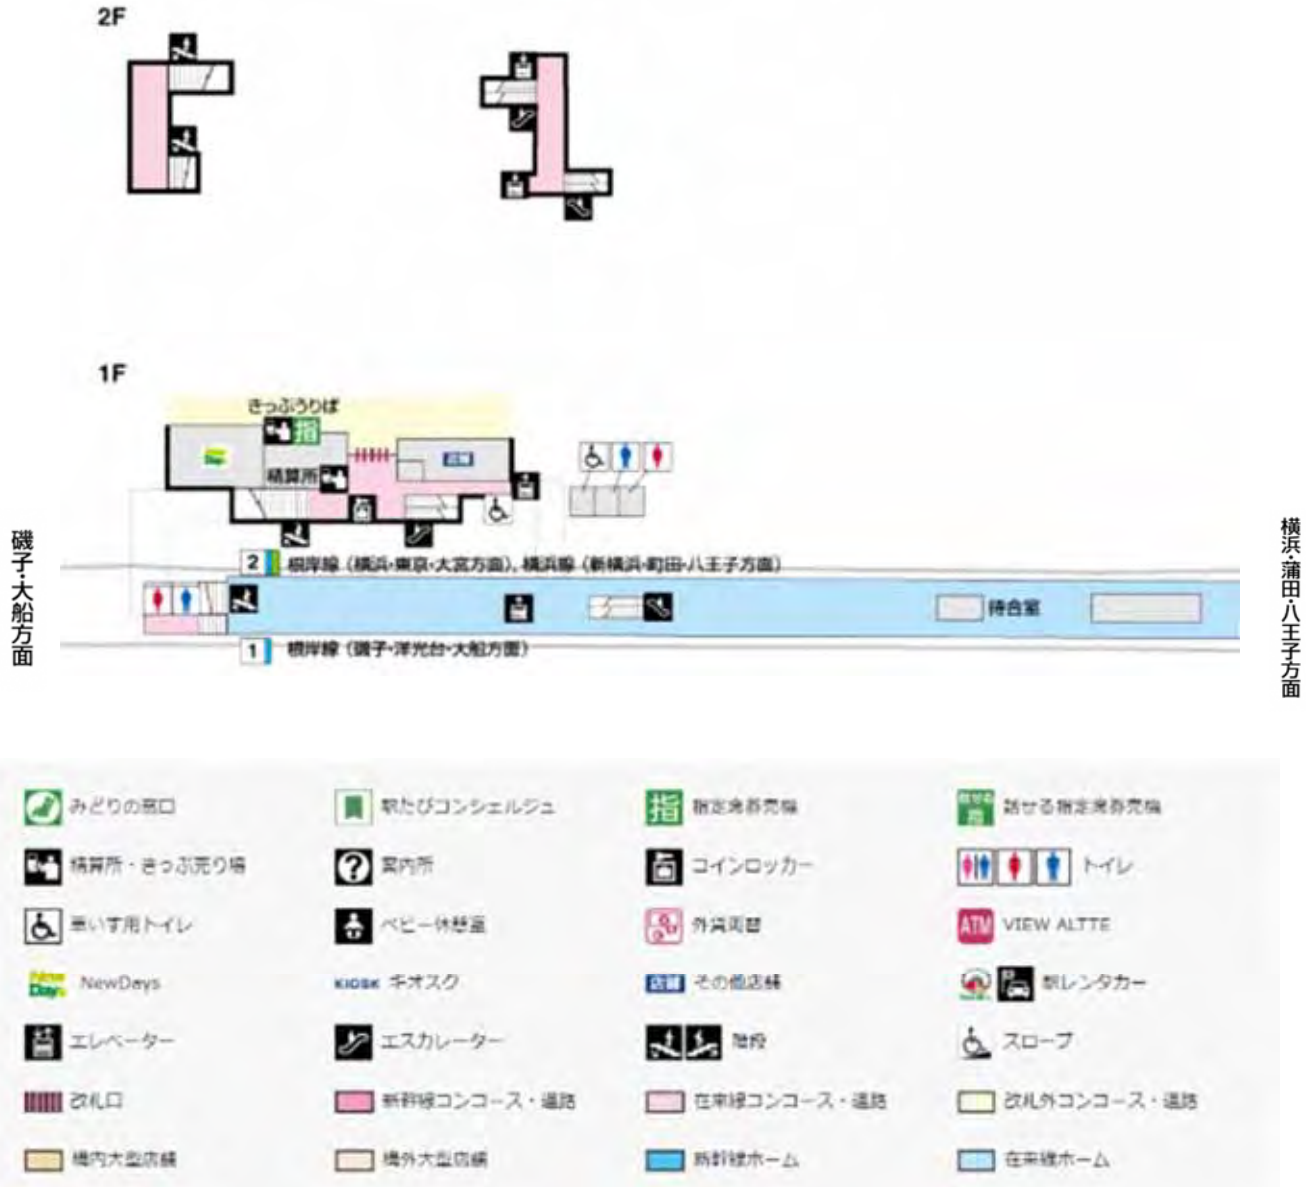 2F
1F
きっぷうりば
指
精算所
店舗
磯子・大船方面
横浜・蒲田・八王子方面
2 根岸線（横浜・東京・大宮方面）, 横浜線（新横浜・町田・八王子方面）
待合室
1 根岸線（磯子・洋光台・大船方面）
みどりの窓口
駅たびコンシェルジュ
指 指定席券売機
話せる指 話せる指定席券売機
精算所・きっぷ売り場
? 案内所
コインロッカー
トイレ
車いす用トイレ
ベビー休憩室
外貨両替
ATM VIEW ALTTE
New Days NewDays
KIOSK キオスク
店舗 その他店舗
駅レンタカー
エレベーター
エスカレーター
階段
スロープ
改札口
新幹線コンコース・通路
在来線コンコース・通路
改札外コンコース・通路
構内大型店舗
構外大型店舗
新幹線ホーム
在来線ホーム